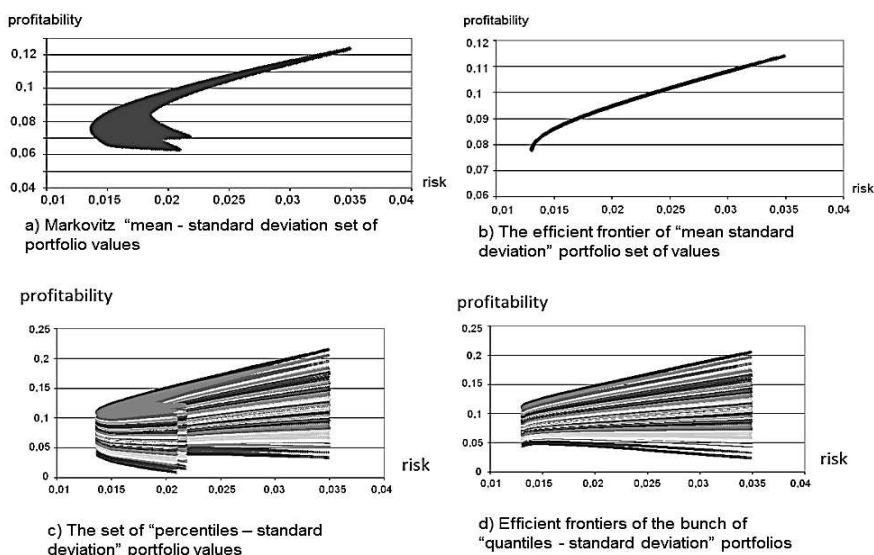 profitability
0,12
0,1
0,08
0,06
0,04
0,01 0,015 0,02 0,025 0,03 0,035 0,04
risk
a) Markovitz “mean - standard deviation set of
portfolio values
profitability
0,12
0,11
0,1
0,09
0,08
0,07
0,06
0,01 0,015 0,02 0,025 0,03 0,035 0,04
risk
b) The efficient frontier of “mean standard
deviation” portfolio set of values
profitability
0,25
0,2
0,15
0,1
0,05
0
0,01 0,015 0,02 0,025 0,03 0,035 0,04
risk
c) The set of “percentiles – standard
deviation” portfolio values
profitability
0,25
0,2
0,15
0,1
0,05
0
0,01 0,015 0,02 0,025 0,03 0,035 0,04
risk
d) Efficient frontiers of the bunch of
“quantiles - standard deviation” portfolios